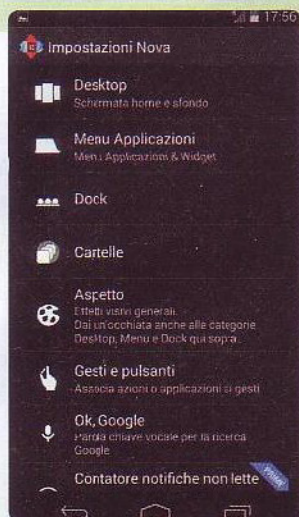 17:56
Impostazioni Nova
Desktop
Schermata home e sfondo
Menu Applicazioni
Menu Applicazioni & Widget
Dock
Cartelle
Aspetto
Effetti visivi generali.
Dai un'occhiata anche alle categorie
Desktop, Menu e Dock qui sopra.
Gesti e pulsanti
Associa azioni o applicazioni ai gesti
Ok, Google
Parola chiave vocale per la ricerca
Google
Contatore notifiche non lette
PRIME